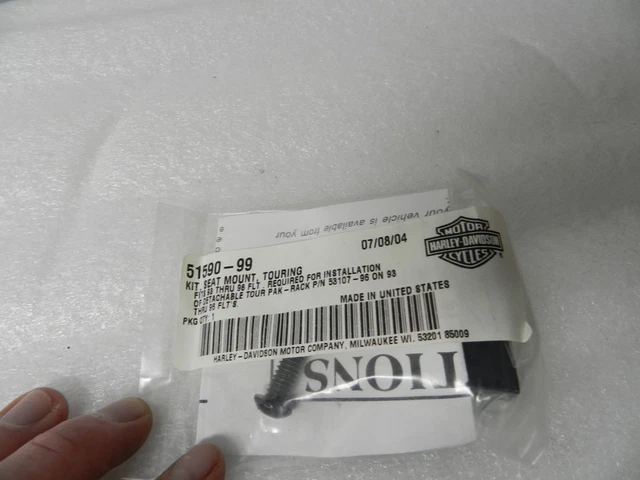 your vehicle is available from your
07/08/04
MOTOR
HARLEY-DAVIDSON
CYCLES
51590-99
KIT, SEAT MOUNT, TOURING
FITS 93 THRU 96 FLT. REQUIRED FOR INSTALLATION
OF DETACHABLE TOUR PAK-RACK P/N 53107-96 ON 93
THRU 96 FLT'S.
MADE IN UNITED STATES
PKG QTY: 1
HARLEY-DAVIDSON MOTOR COMPANY, MILWAUKEE WI. 53201 85009
TIONS